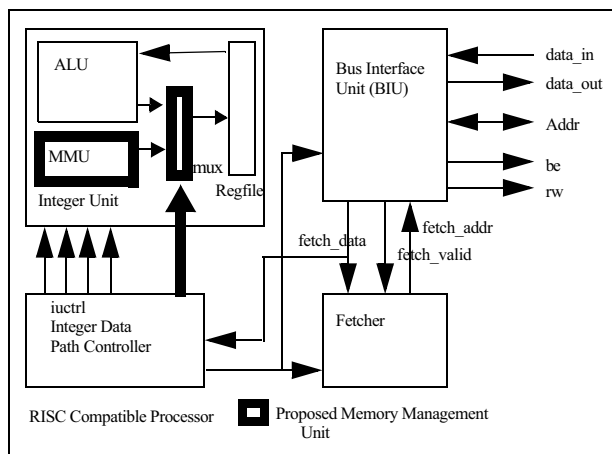 ALU
MMU
mux
Integer Unit
Regfile
Bus Interface
Unit (BIU)
data_in
data_out
Addr
be
rw
fetch_data
fetch_addr
fetch_valid
iuctrl
Integer Data
Path Controller
Fetcher
RISC Compatible Processor
Proposed Memory Management
Unit